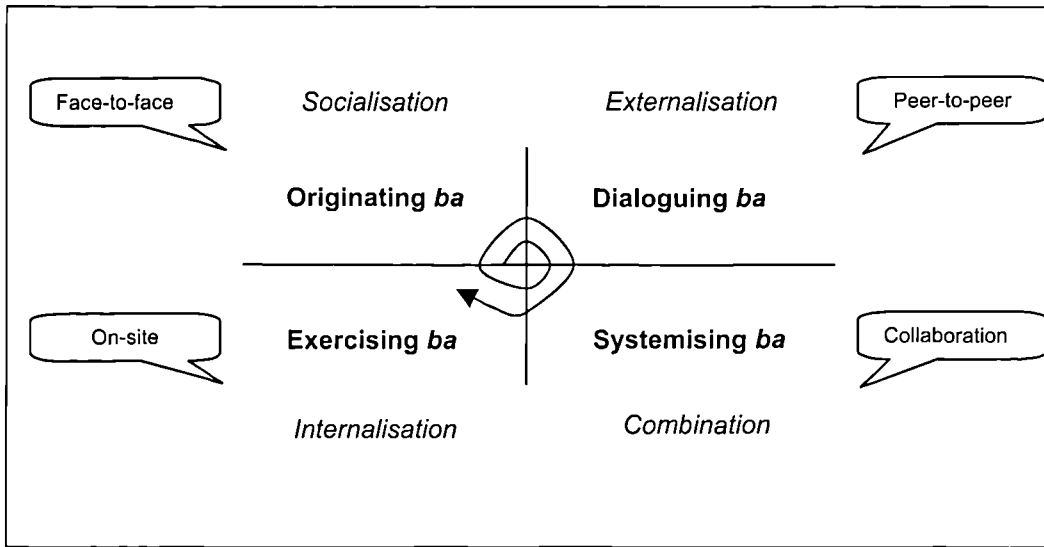 Face-to-face
Socialisation
Externalisation
Peer-to-peer
Originating ba
Dialoguing ba
On-site
Exercising ba
Systemising ba
Collaboration
Internalisation
Combination